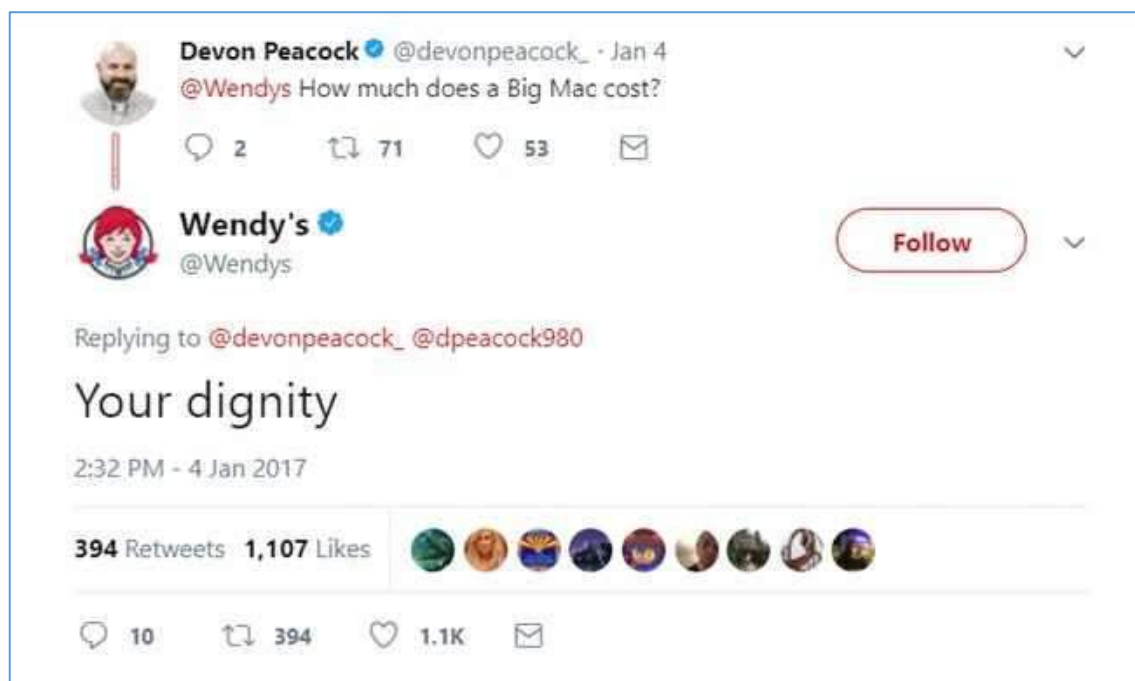 Devon Peacock @devonpeacock_ · Jan 4
@Wendys How much does a Big Mac cost?
2 71 53
Wendy's
@Wendys
Follow
Replying to @devonpeacock_ @dpeacock980
Your dignity
2:32 PM - 4 Jan 2017
394 Retweets 1,107 Likes
10 394 1.1K